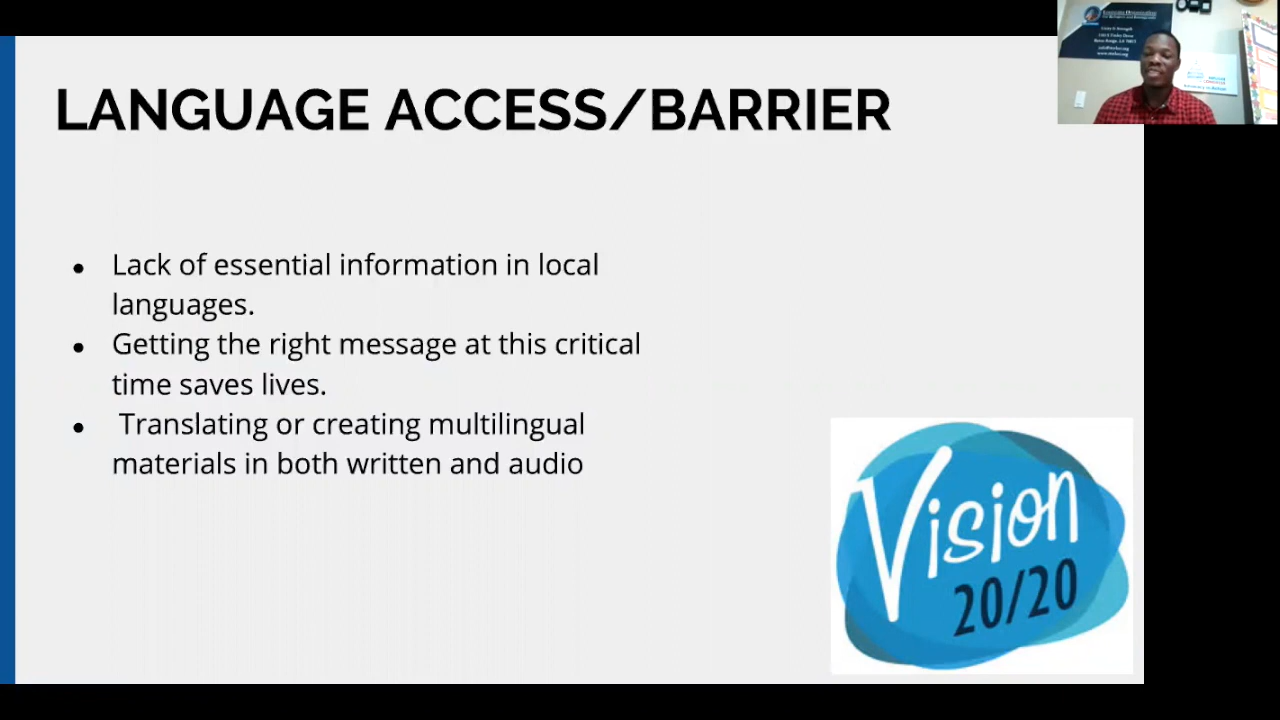 LANGUAGE ACCESS/BARRIER
● Lack of essential information in local
languages.
● Getting the right message at this critical
time saves lives.
● Translating or creating multilingual
materials in both written and audio
Vision
20/20